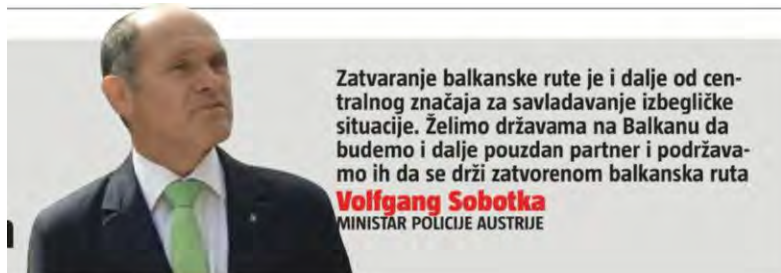 Zatvaranje balkanske rute je i dalje od cen-
tralnog značaja za savladavanje izbegličke
situacije. Želimo državama na Balkanu da
budemo i dalje pouzdan partner i podržava-
mo ih da se drži zatvorenom balkanska ruta
Volfgang Sobotka
MINISTAR POLICIJE AUSTRIJE